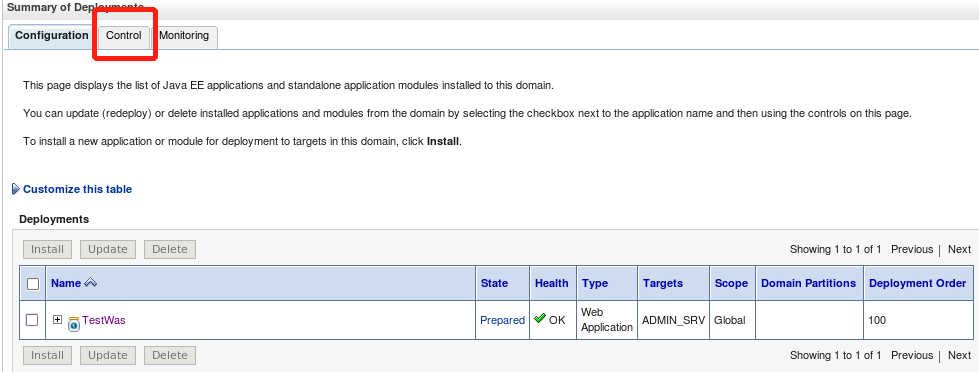 Summary of Deployments
Configuration Control Monitoring
This page displays the list of Java EE applications and standalone application modules installed to this domain.
You can update (redeploy) or delete installed applications and modules from the domain by selecting the checkbox next to the application name and then using the controls on this page.
To install a new application or module for deployment to targets in this domain, click Install.
Customize this table
Deployments
Install Update Delete Showing 1 to 1 of 1 Previous | Next
Name State Health Type Targets Scope Domain Partitions Deployment Order
TestWas Prepared OK Web Application ADMIN_SRV Global 100
Install Update Delete Showing 1 to 1 of 1 Previous | Next